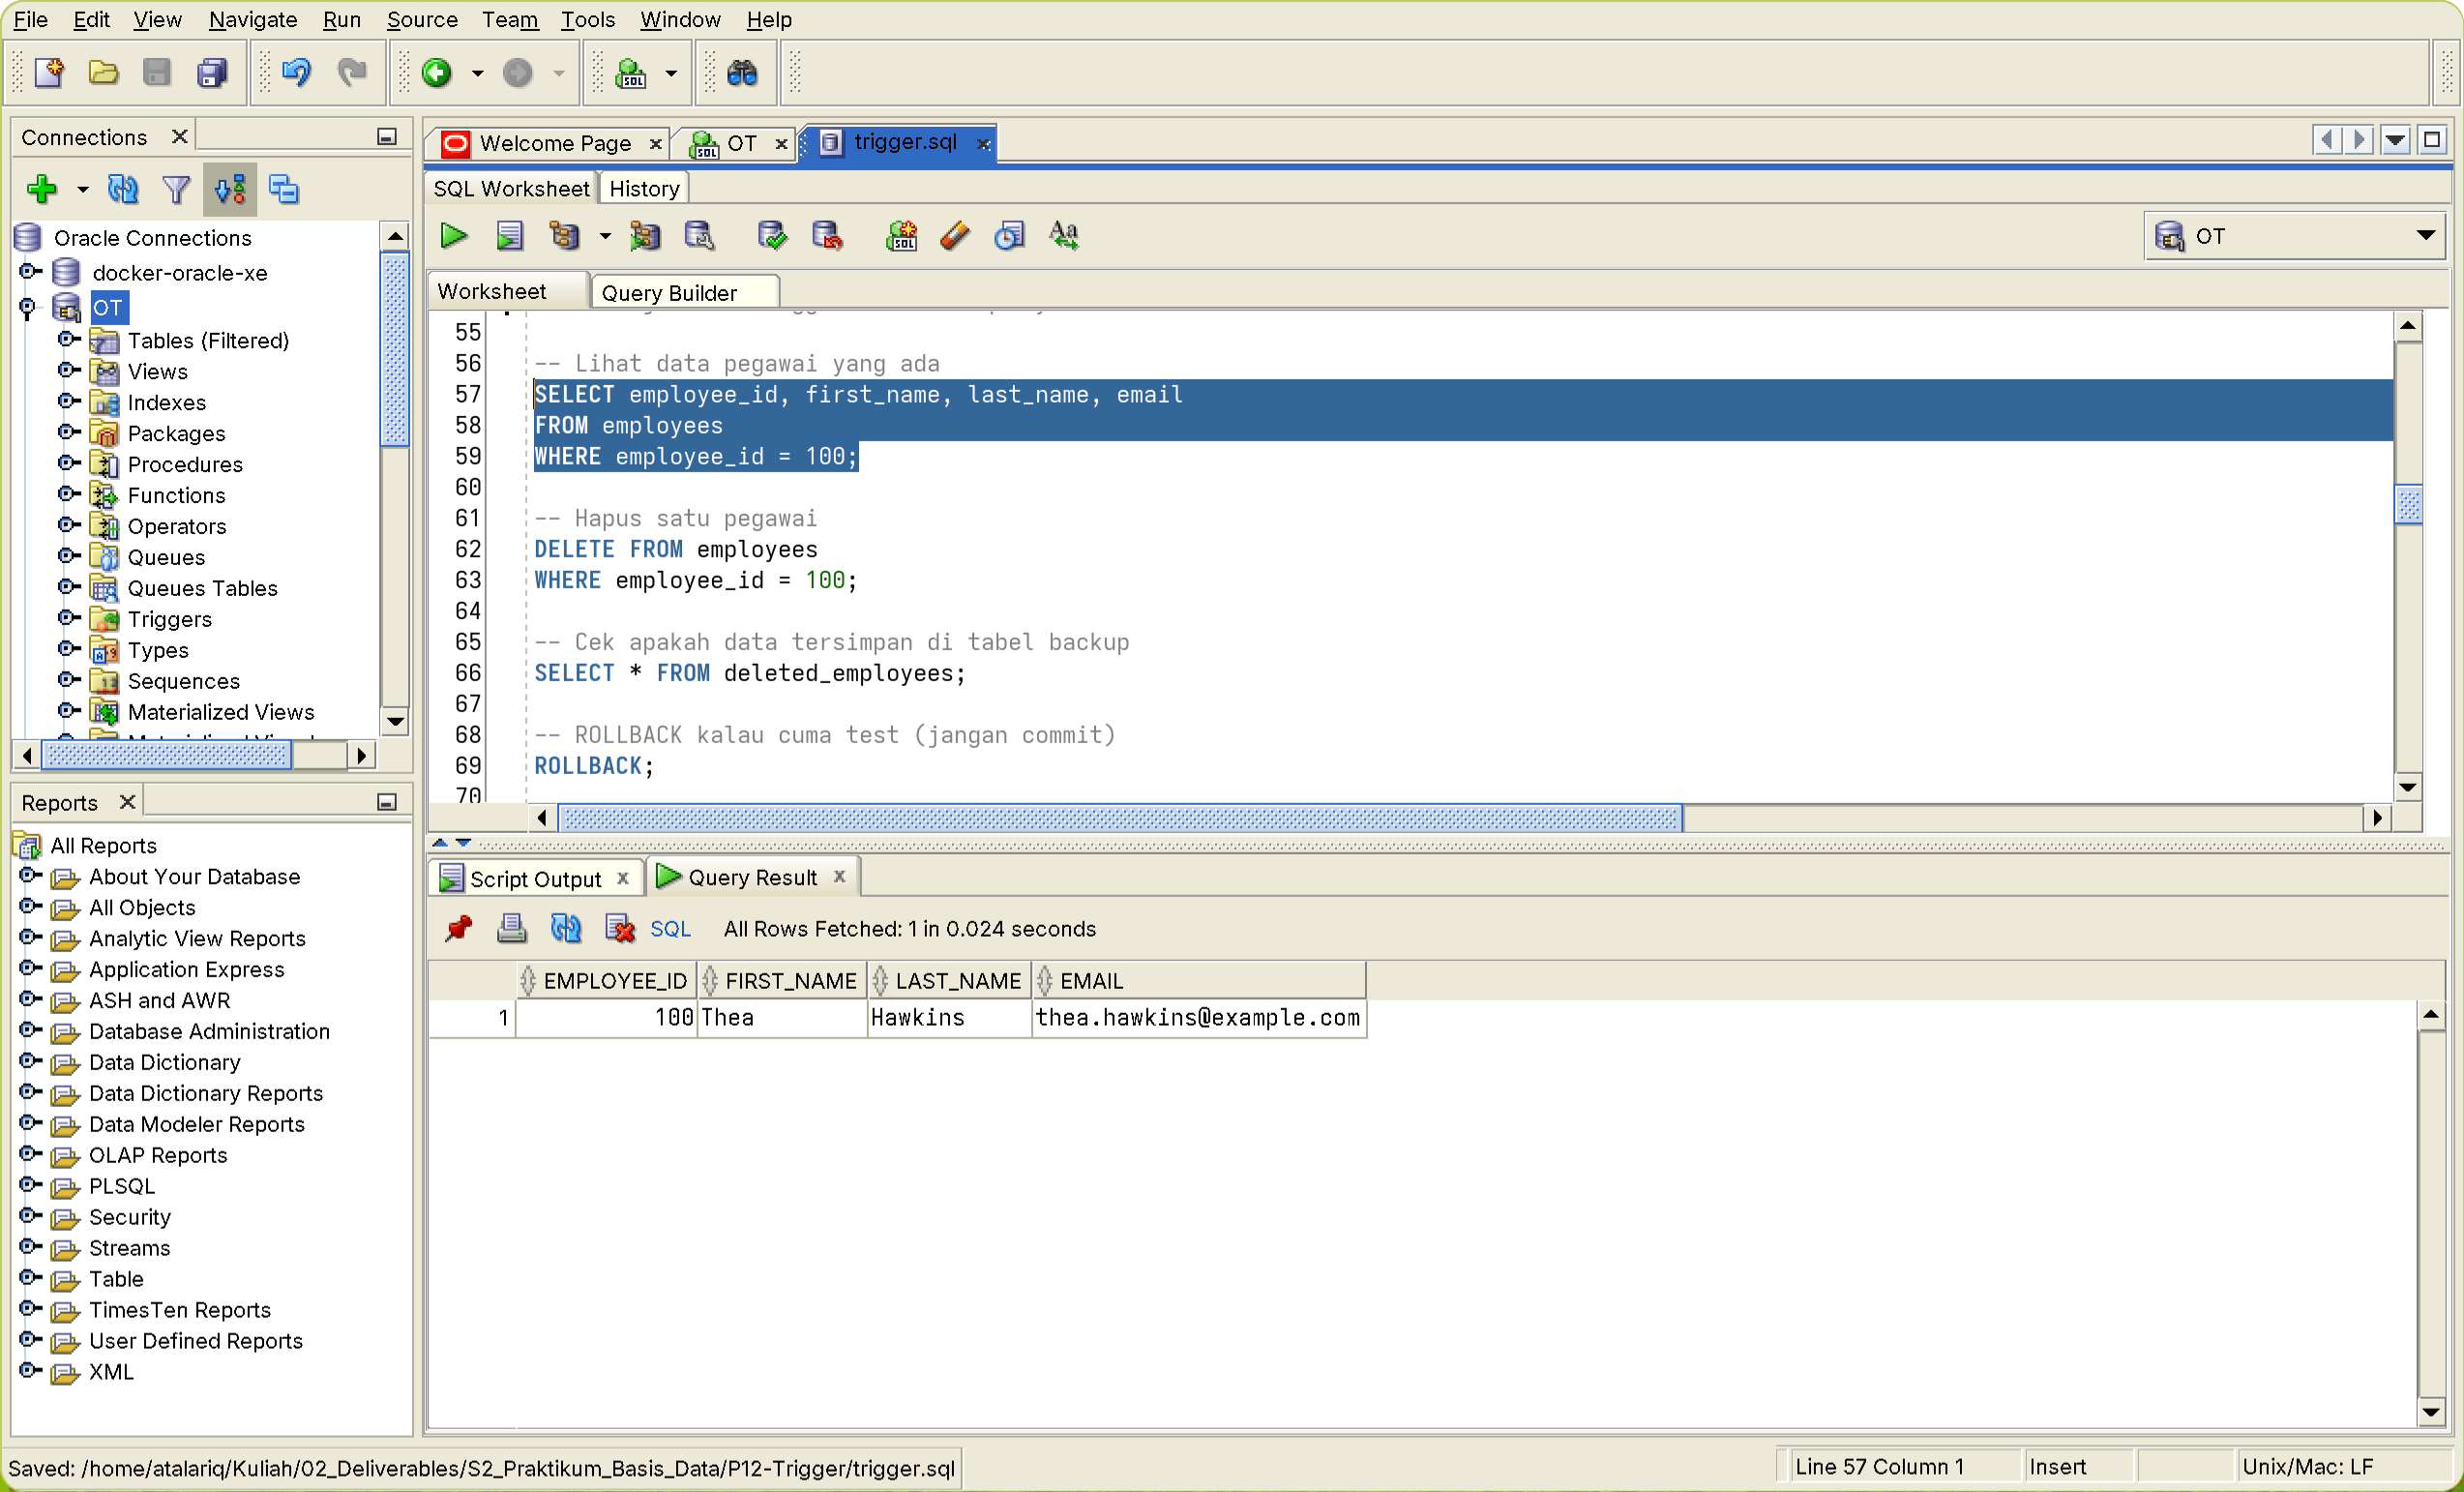 File Edit View Navigate Run Source Team Tools Window Help
Connections
Oracle Connections
docker-oracle-xe
OT
Tables (Filtered)
Views
Indexes
Packages
Procedures
Functions
Operators
Queues
Queues Tables
Triggers
Types
Sequences
Materialized Views
Reports
All Reports
About Your Database
All Objects
Analytic View Reports
Application Express
ASH and AWR
Database Administration
Data Dictionary
Data Dictionary Reports
Data Modeler Reports
OLAP Reports
PLSQL
Security
Streams
Table
TimesTen Reports
User Defined Reports
XML
Welcome Page OT trigger.sql
SQL Worksheet History
OT
Worksheet Query Builder
55
56 -- Lihat data pegawai yang ada
57 SELECT employee_id, first_name, last_name, email
58 FROM employees
59 WHERE employee_id = 100;
60
61 -- Hapus satu pegawai
62 DELETE FROM employees
63 WHERE employee_id = 100;
64
65 -- Cek apakah data tersimpan di tabel backup
66 SELECT * FROM deleted_employees;
67
68 -- ROLLBACK kalau cuma test (jangan commit)
69 ROLLBACK;
70
Script Output Query Result
SQL All Rows Fetched: 1 in 0.024 seconds
EMPLOYEE_ID FIRST_NAME LAST_NAME EMAIL
1 100 Thea Hawkins thea.hawkins@example.com
Saved: /home/atalariq/Kuliah/02_Deliverables/S2_Praktikum_Basis_Data/P12-Trigger/trigger.sql
Line 57 Column 1 Insert Unix/Mac: LF